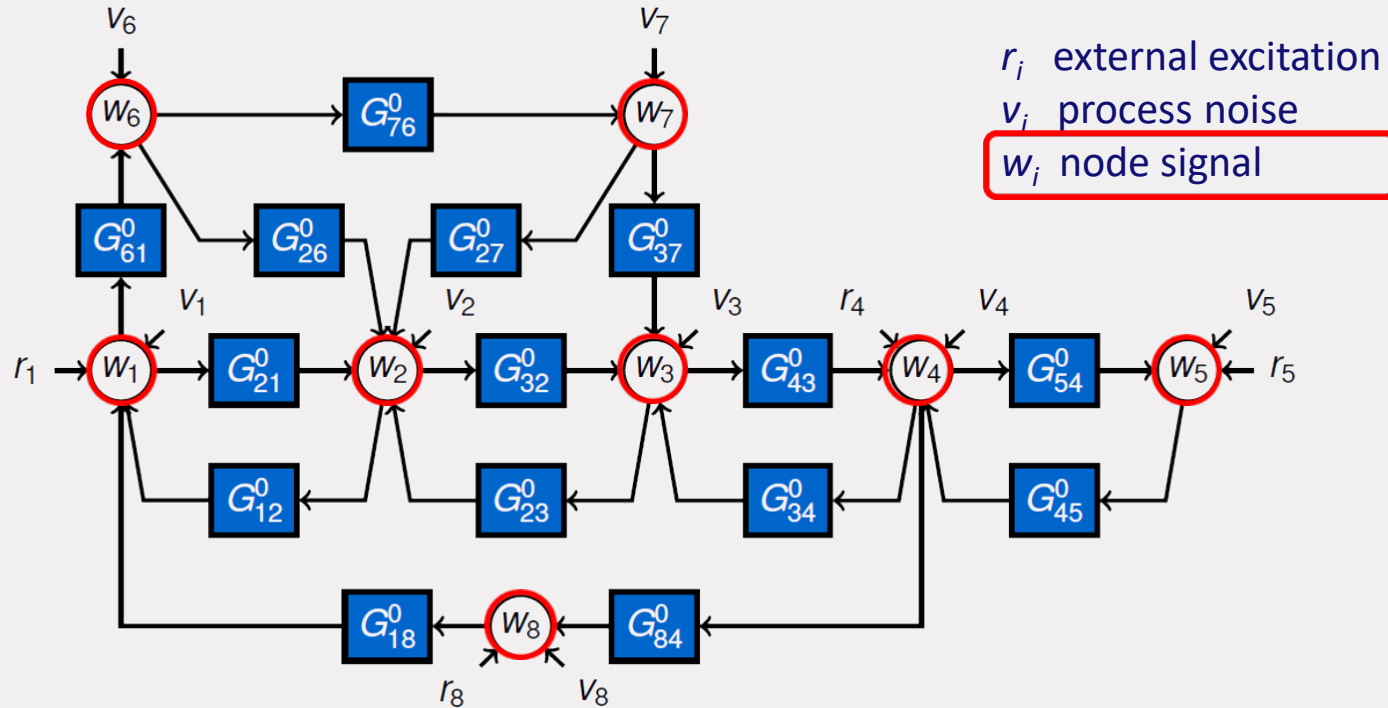 v6 v7
ri external excitation
vi process noise
wi node signal
w6 G⁰76 w7
G⁰61 G⁰26 G⁰27 G⁰37
v1 v2 v3 r4 v4 v5
r1 w1 G⁰21 w2 G⁰32 w3 G⁰43 w4 G⁰54 w5 r5
G⁰12 G⁰23 G⁰34 G⁰45
G⁰18 w8 G⁰84
r8 v8